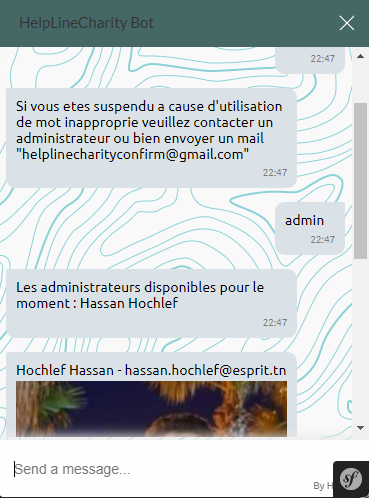 HelpLineCharity Bot
22:47
Si vous etes suspendu a cause d'utilisation
de mot inapproprie veuillez contacter un
administrateur ou bien envoyer un mail
"helplinecharityconfirm@gmail.com"
22:47
admin
22:47
Les administrateurs disponibles pour le
moment : Hassan Hochlef
22:47
Hochlef Hassan - hassan.hochlef@esprit.tn
Send a message...
By H
sf